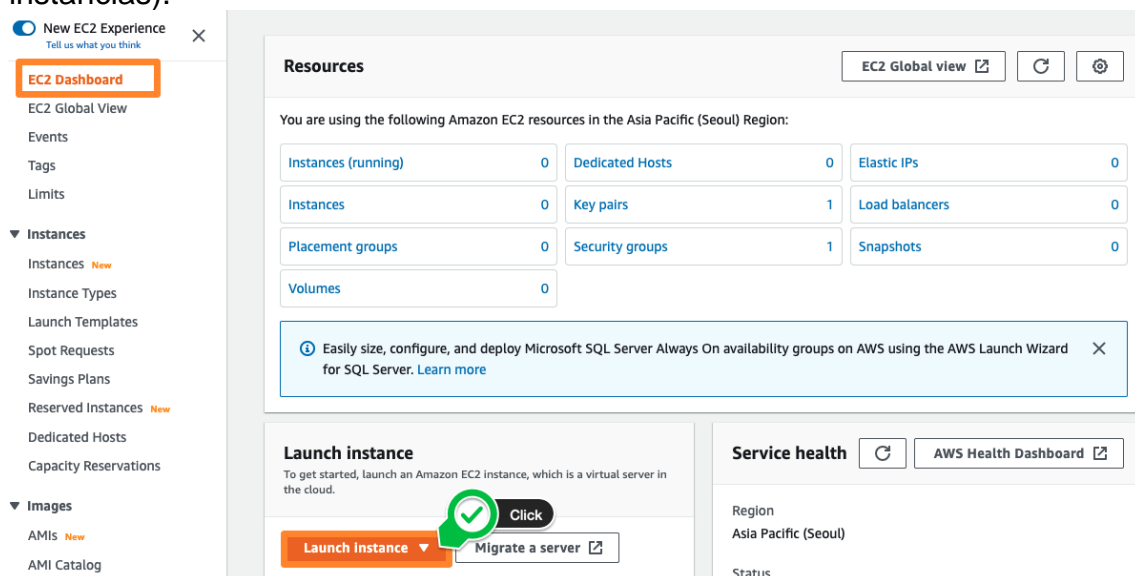 instancias).
New EC2 Experience
Tell us what you think
EC2 Dashboard
EC2 Global View
Events
Tags
Limits
Instances
Instances New
Instance Types
Launch Templates
Spot Requests
Savings Plans
Reserved Instances New
Dedicated Hosts
Capacity Reservations
Images
AMIs New
AMI Catalog
Resources
EC2 Global view
You are using the following Amazon EC2 resources in the Asia Pacific (Seoul) Region:
Instances (running) 0 Dedicated Hosts 0 Elastic IPs 0
Instances 0 Key pairs 1 Load balancers 0
Placement groups 0 Security groups 1 Snapshots 0
Volumes 0
Easily size, configure, and deploy Microsoft SQL Server Always On availability groups on AWS using the AWS Launch Wizard
for SQL Server. Learn more
Launch instance
To get started, launch an Amazon EC2 instance, which is a virtual server in
the cloud.
Click
Launch instance
Migrate a server
Service health
AWS Health Dashboard
Region
Asia Pacific (Seoul)
Status